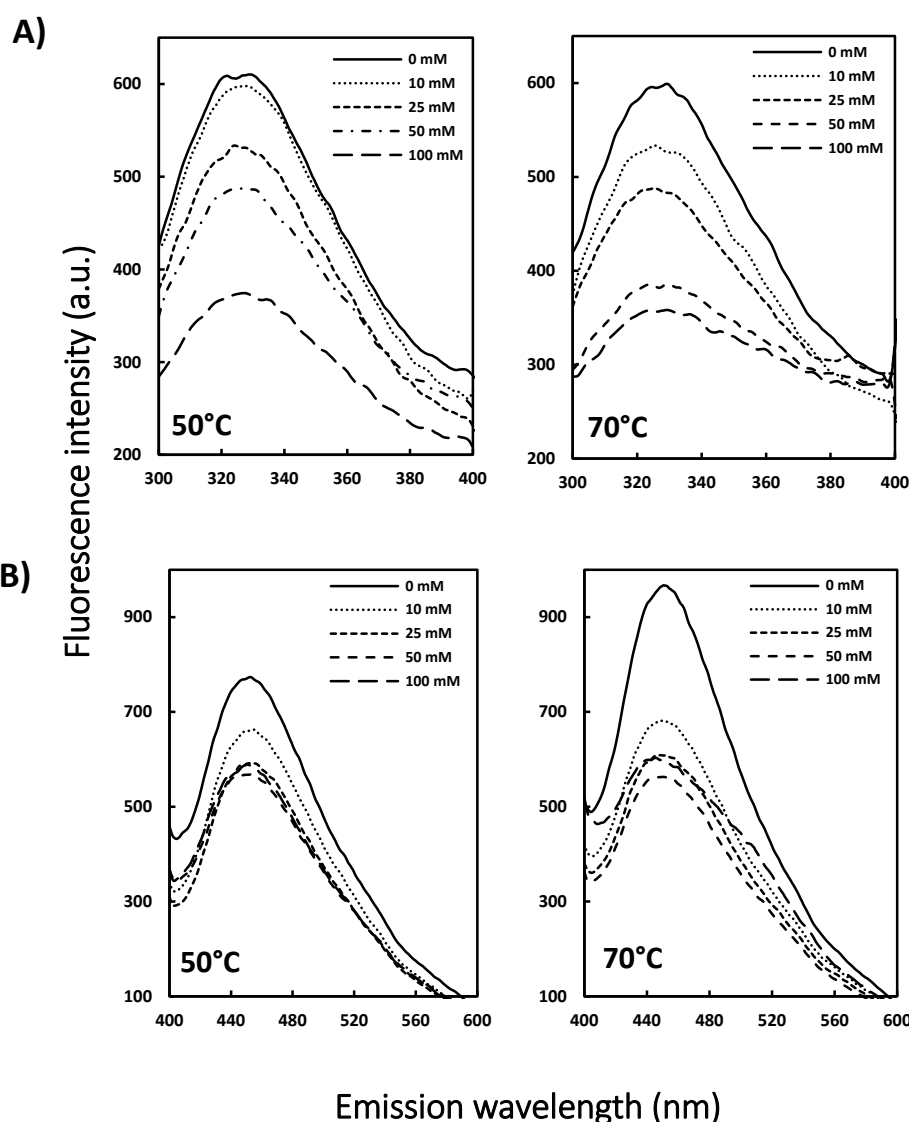 A)
Fluorescence intensity (a.u.)
0 mM
10 mM
25 mM
50 mM
100 mM
600
500
400
300
200
50°C
300 320 340 360 380 400
0 mM
10 mM
25 mM
50 mM
100 mM
600
500
400
300
200
70°C
300 320 340 360 380 400
B)
0 mM
10 mM
25 mM
50 mM
100 mM
900
700
500
300
100
50°C
400 440 480 520 560 600
0 mM
10 mM
25 mM
50 mM
100 mM
900
700
500
300
100
70°C
400 440 480 520 560 600
Emission wavelength (nm)